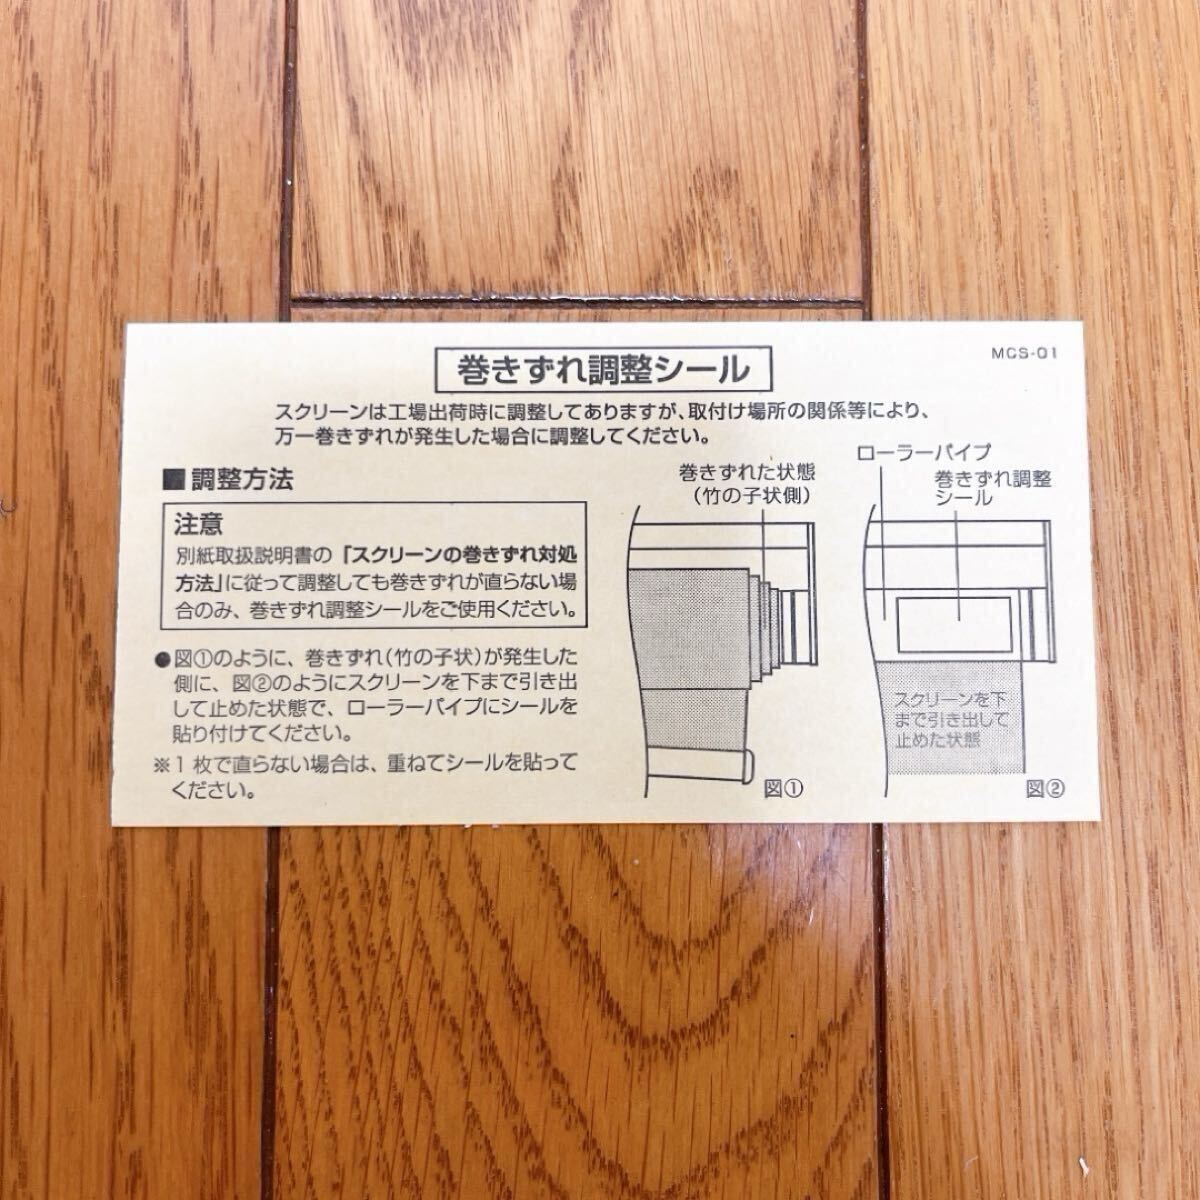 MCS-01
巻きずれ調整シール
スクリーンは工場出荷時に調整してありますが、取付け場所の関係等により、
万一巻きずれが発生した場合に調整してください。
■調整方法
注意
別紙取扱説明書の「スクリーンの巻きずれ対処
方法」に従って調整しても巻きずれが直らない場
合のみ、巻きずれ調整シールをご使用ください。
●図①のように、巻きずれ(竹の子状)が発生した
側に、図②のようにスクリーンを下まで引き出
して止めた状態で、ローラーパイプにシールを
貼り付けてください。
※1枚で直らない場合は、重ねてシールを貼って
ください。
巻きずれた状態
(竹の子状側)
図①
ローラーパイプ
巻きずれ調整
シール
スクリーンを下
まで引き出して
止めた状態
図②